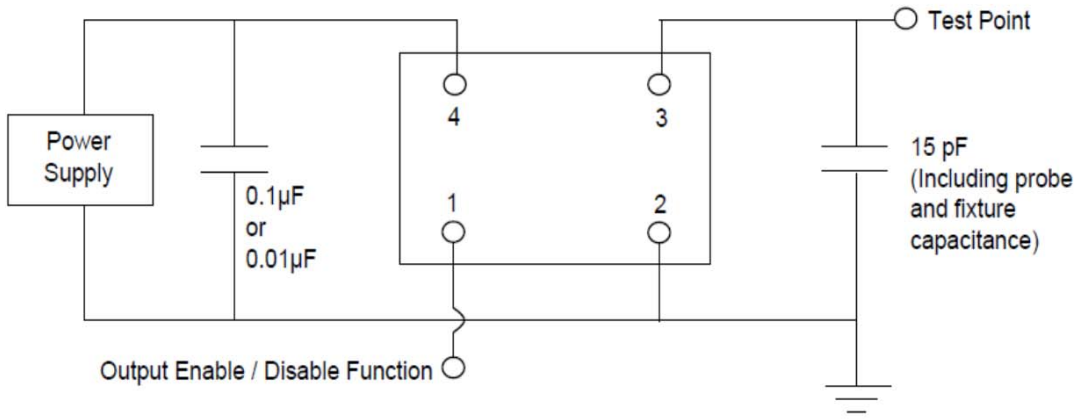 Test Point
4
3
Power
Supply
15 pF
(Including probe
and fixture
capacitance)
0.1µF
or
0.01µF
1
2
Output Enable / Disable Function